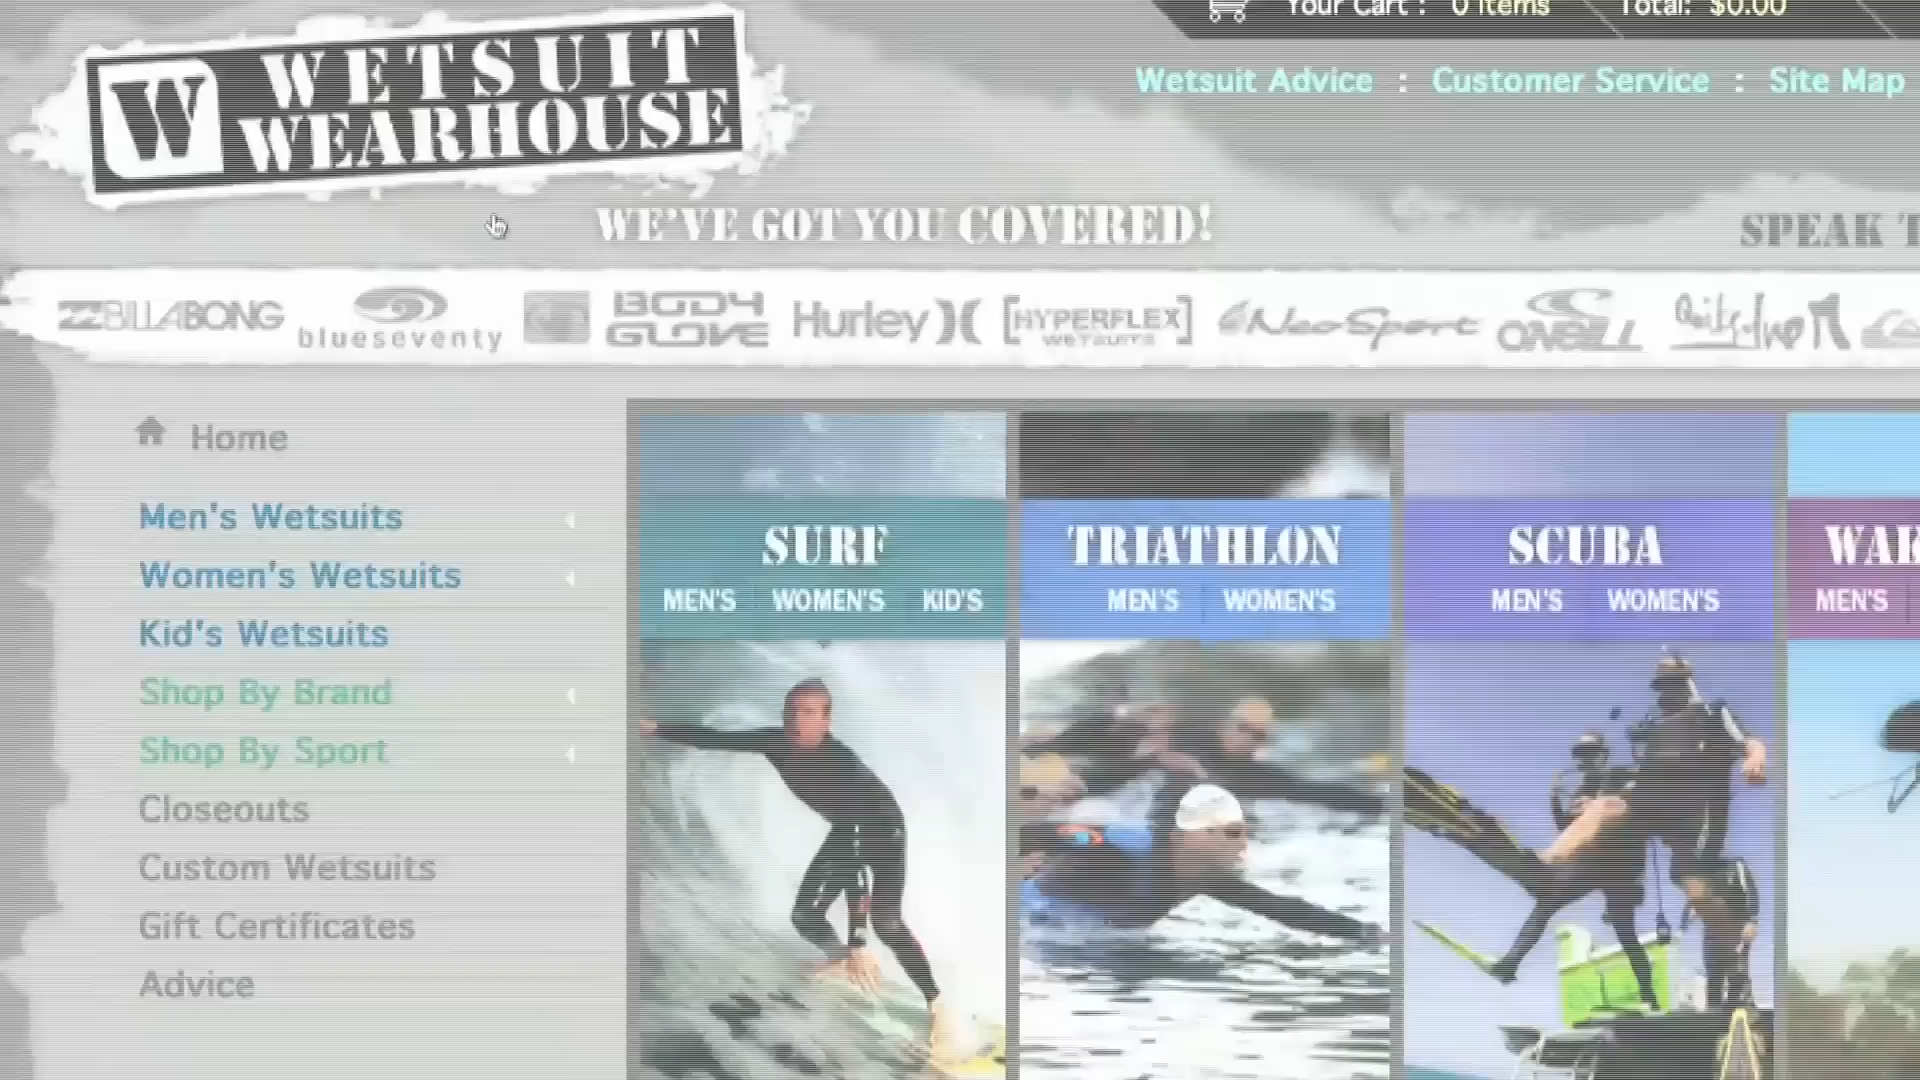 Your Cart : 0 Items Total: $0.00
W WETSUIT
WEARHOUSE
Wetsuit Advice : Customer Service : Site Map
WE'VE GOT YOU COVERED!
SPEAK
BILLABONG
blueseventy
BODY
GLOVE
Hurley
HYPERFLEX
WETSUITS
NeoSport
ONEILL
Home
Men's Wetsuits
Women's Wetsuits
Kid's Wetsuits
Shop By Brand
Shop By Sport
Closeouts
Custom Wetsuits
Gift Certificates
Advice
SURF
MEN'S WOMEN'S KID'S
TRIATHLON
MEN'S WOMEN'S
SCUBA
MEN'S WOMEN'S
MEN'S